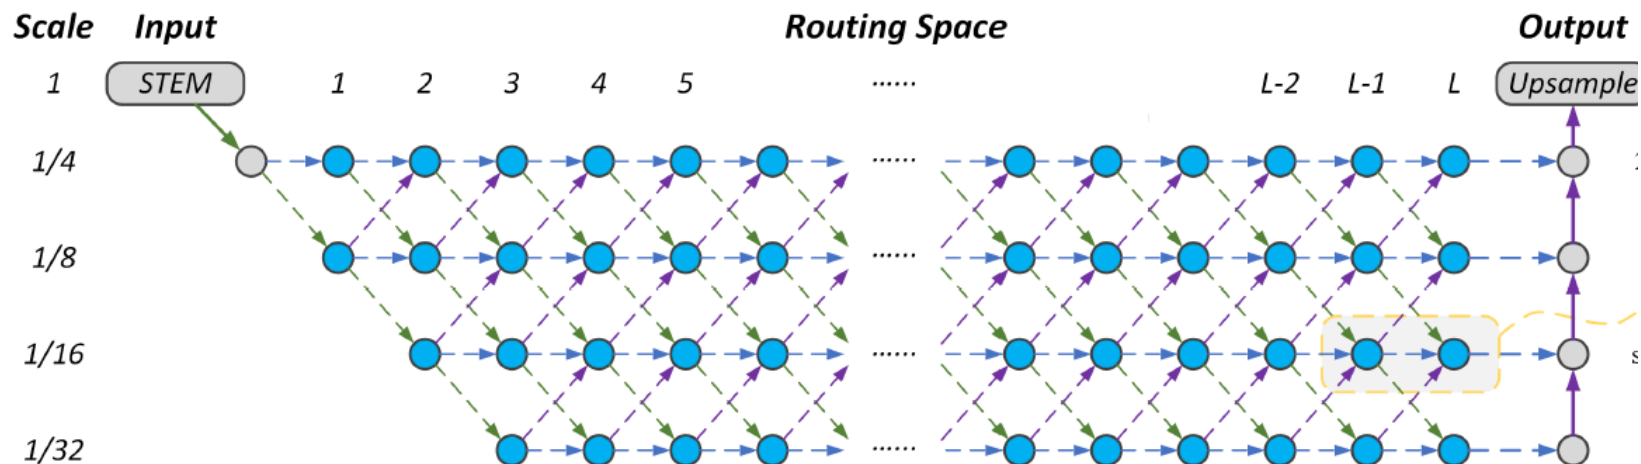 Scale Input Routing Space Output
1 STEM 1 2 3 4 5 ...... L-2 L-1 L Upsample
1/4 ......
1/8 ......
1/16 ...... s
1/32 ......